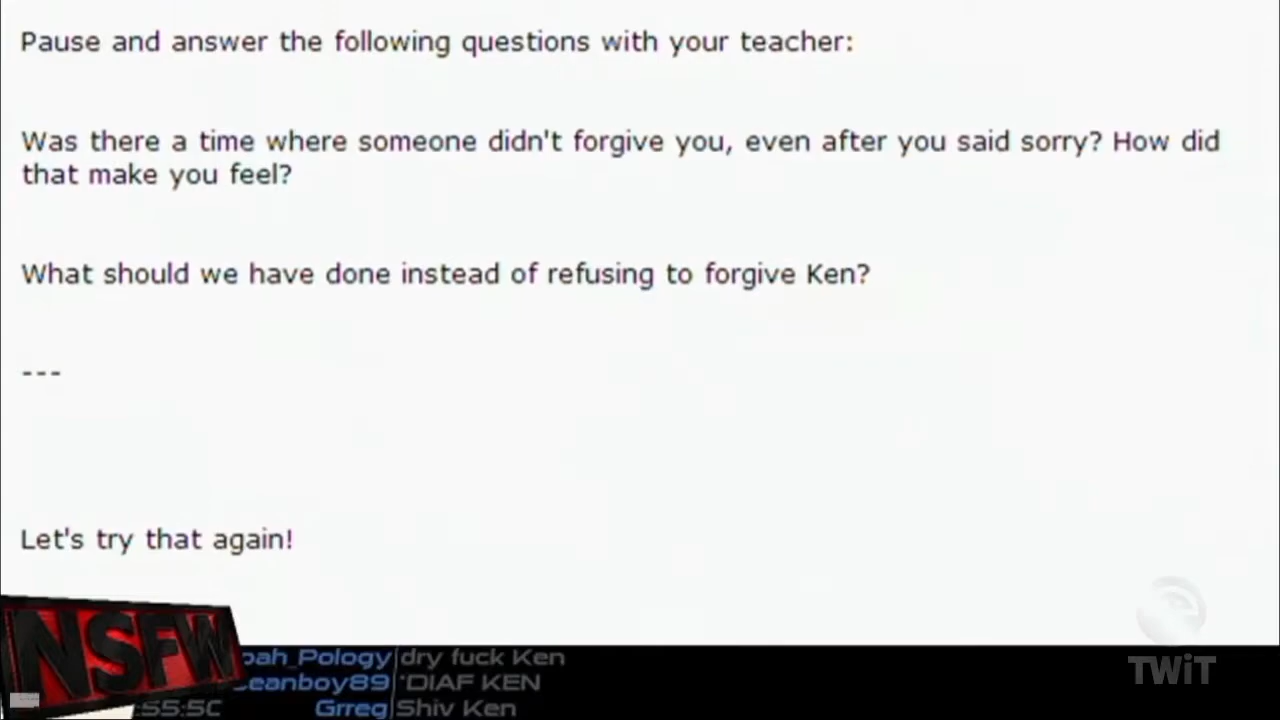 Pause and answer the following questions with your teacher:
Was there a time where someone didn't forgive you, even after you said sorry? How did
that make you feel?
What should we have done instead of refusing to forgive Ken?
---
Let's try that again!
NSFW
oah_Pology dry fuck Ken
eanboy89 'DIAF KEN
:55:5C Grreg Shiv Ken
TWiT